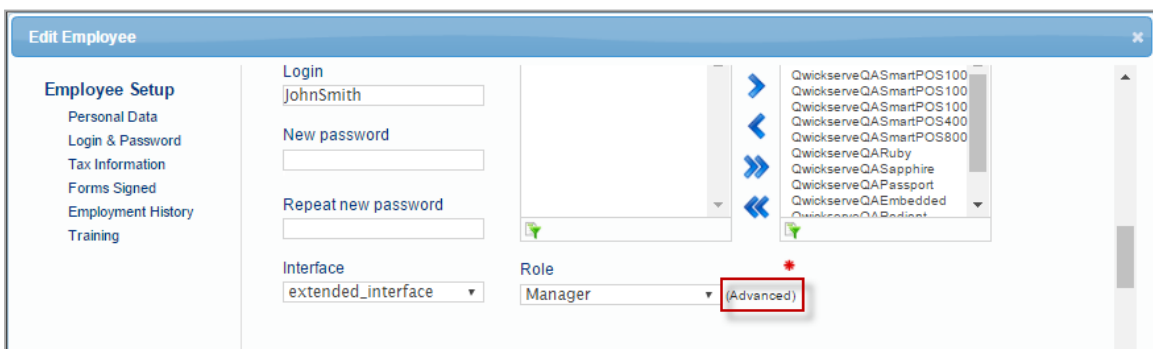 Edit Employee
Employee Setup
Personal Data
Login & Password
Tax Information
Forms Signed
Employment History
Training
Login
JohnSmith
New password
Repeat new password
Interface
extended_interface
Role
Manager
(Advanced)
QwickserveQASmartPOS100
QwickserveQASmartPOS100
QwickserveQASmartPOS100
QwickserveQASmartPOS400
QwickserveQASmartPOS800
QwickserveQARuby
QwickserveQASapphire
QwickserveQAPassport
QwickserveQAEmbedded